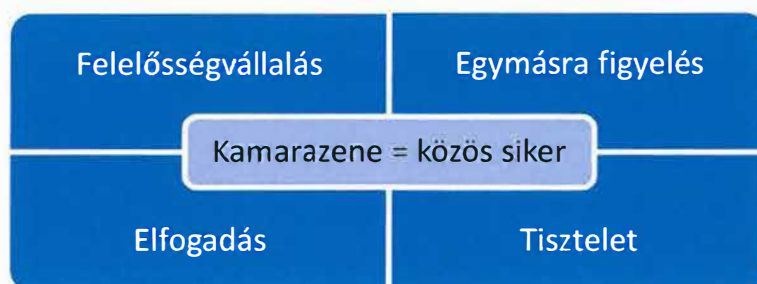 Felelősségvállalás
Egymásra figyelés
Kamarazene = közös siker
Elfogadás
Tisztelet